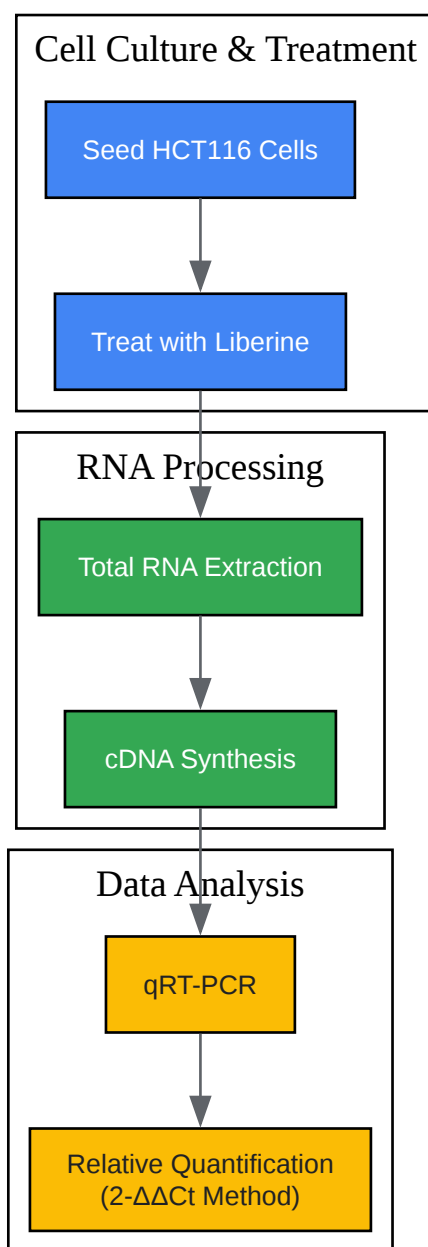 Cell Culture & Treatment
Seed HCT116 Cells
Treat with Liberine
RNA Processing
Total RNA Extraction
cDNA Synthesis
Data Analysis
qRT-PCR
Relative Quantification
(2-ΔΔCt Method)